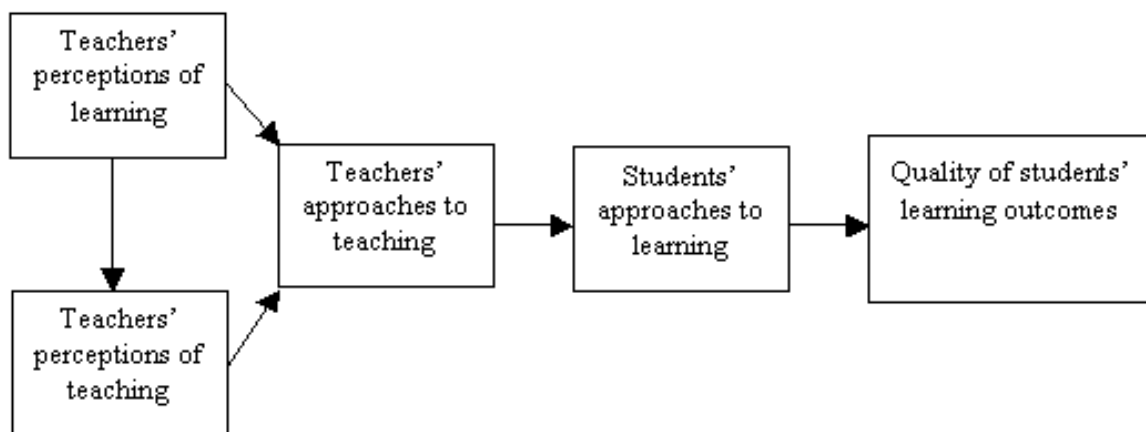 Teachers’
perceptions of
learning
Teachers’
perceptions of
teaching
Teachers’
approaches to
teaching
Students’
approaches to
learning
Quality of students’
learning outcomes